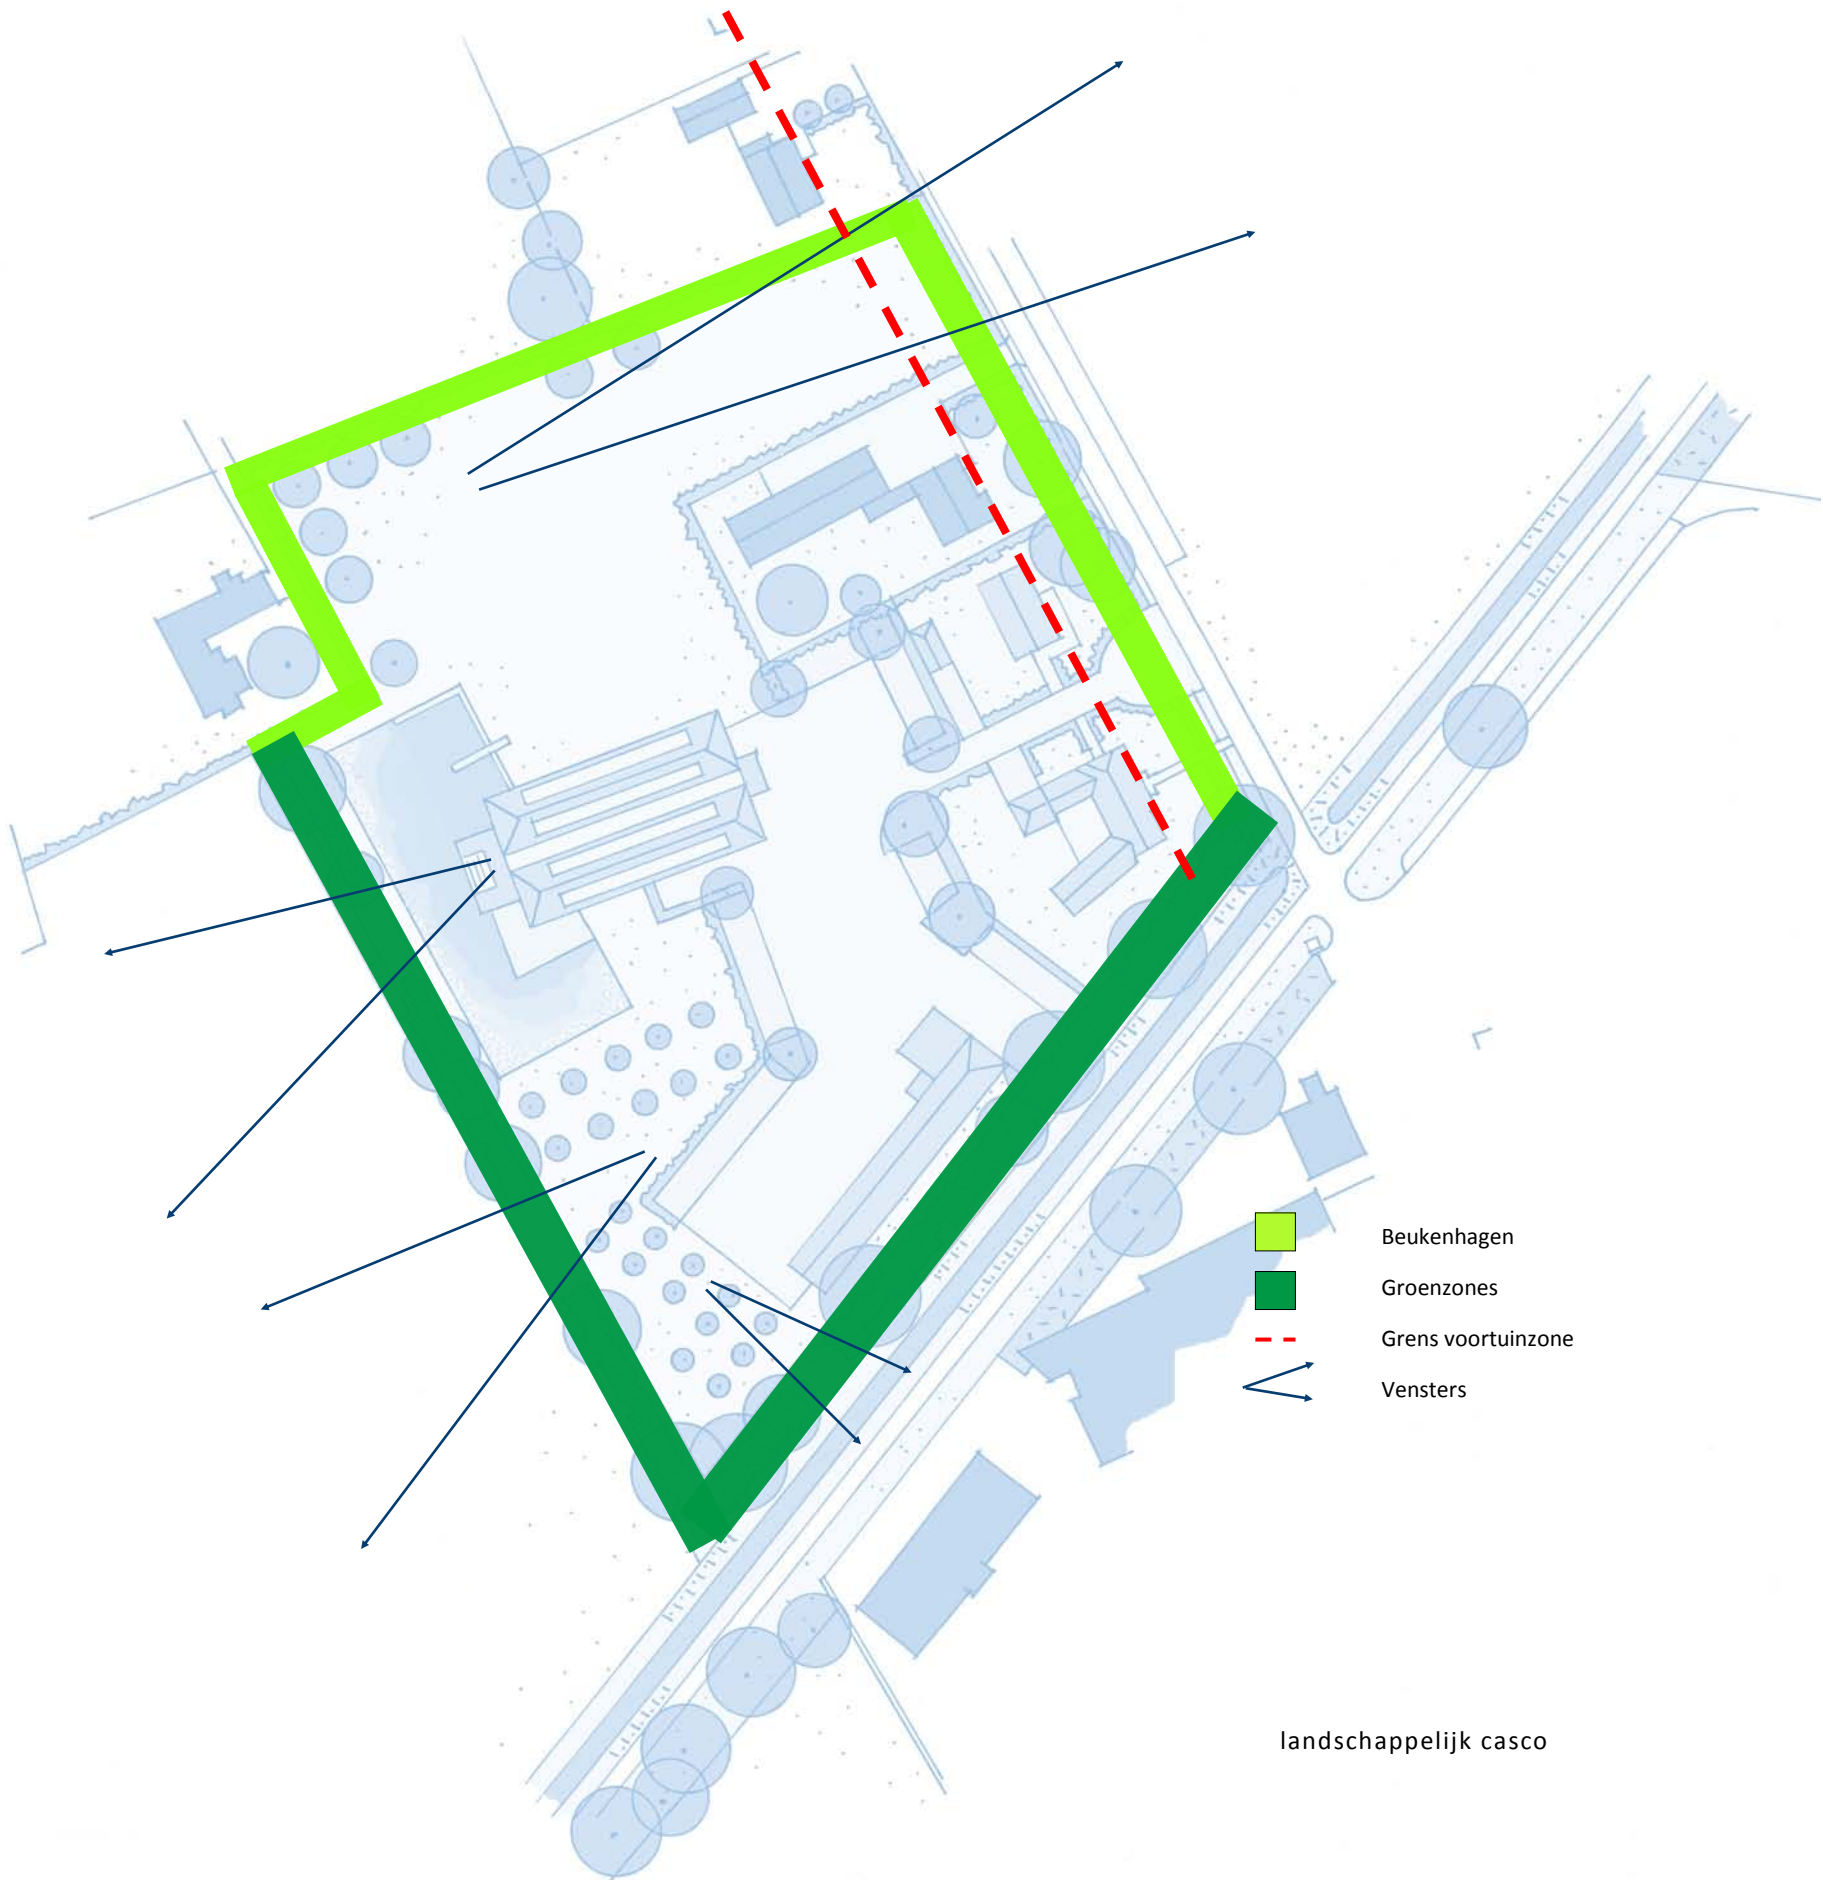 Beukenhagen
Groenzones
Grens voortuinzone
Vensters
landschappelijk casco